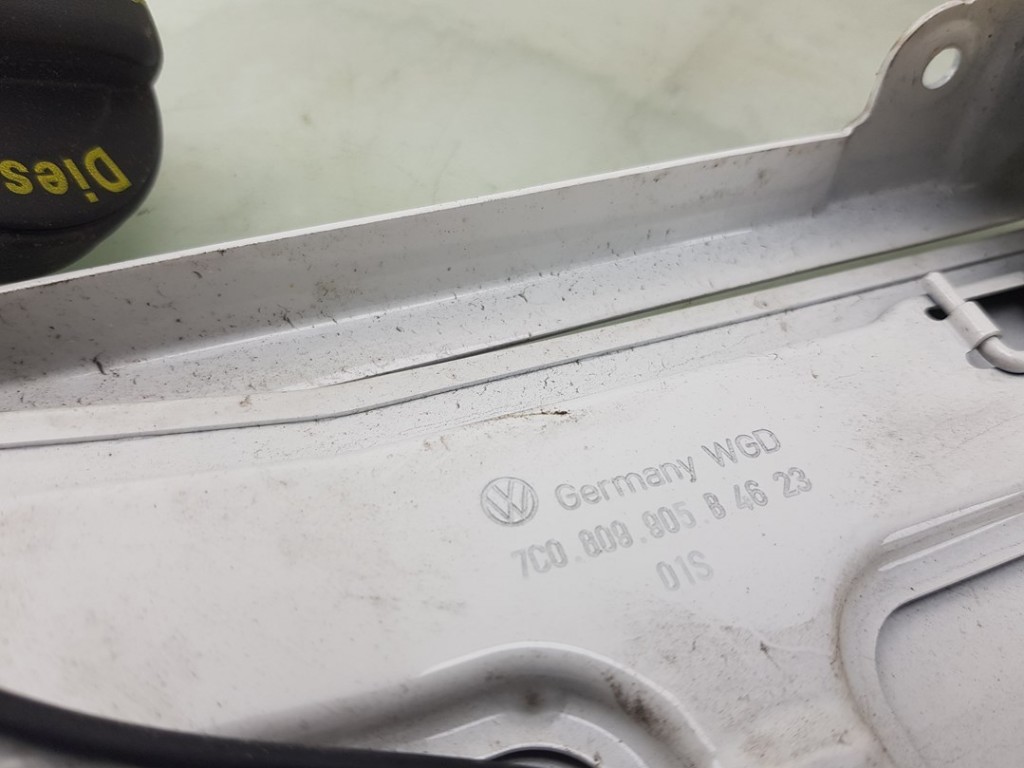 Dies
Germany WGD
7C0.809.905.B 46 23
01S